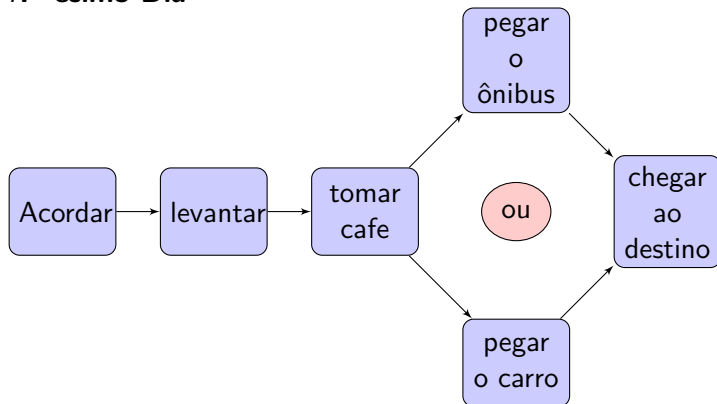 Acordar
levantar
tomar
cafe
pegar
o
ônibus
ou
pegar
o carro
chegar
ao
destino